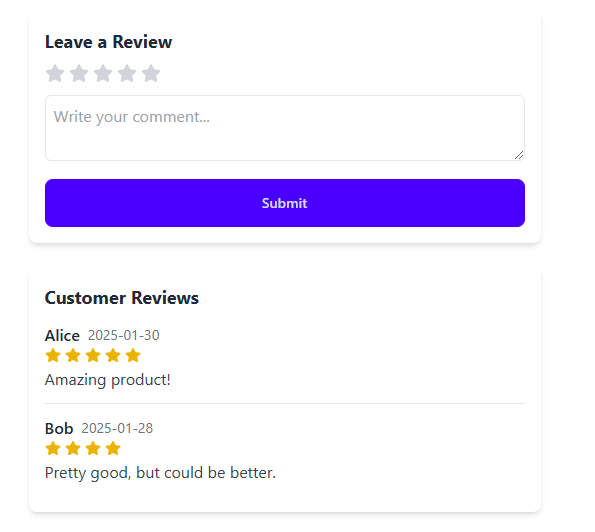 Leave a Review
Write your comment...
Submit
Customer Reviews
Alice 2025-01-30
Amazing product!
Bob 2025-01-28
Pretty good, but could be better.